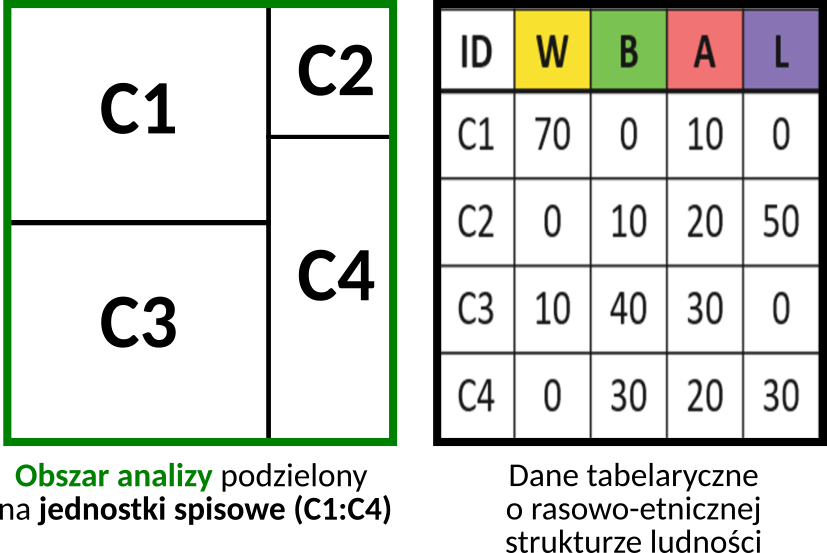 C1
C2
C3
C4
ID W B A L
C1 70 0 10 0
C2 0 10 20 50
C3 10 40 30 0
C4 0 30 20 30
Obszar analizy podzielony
na jednostki spisowe (C1:C4)
Dane tabelaryczne
o rasowo-etnicznej
strukturze ludności